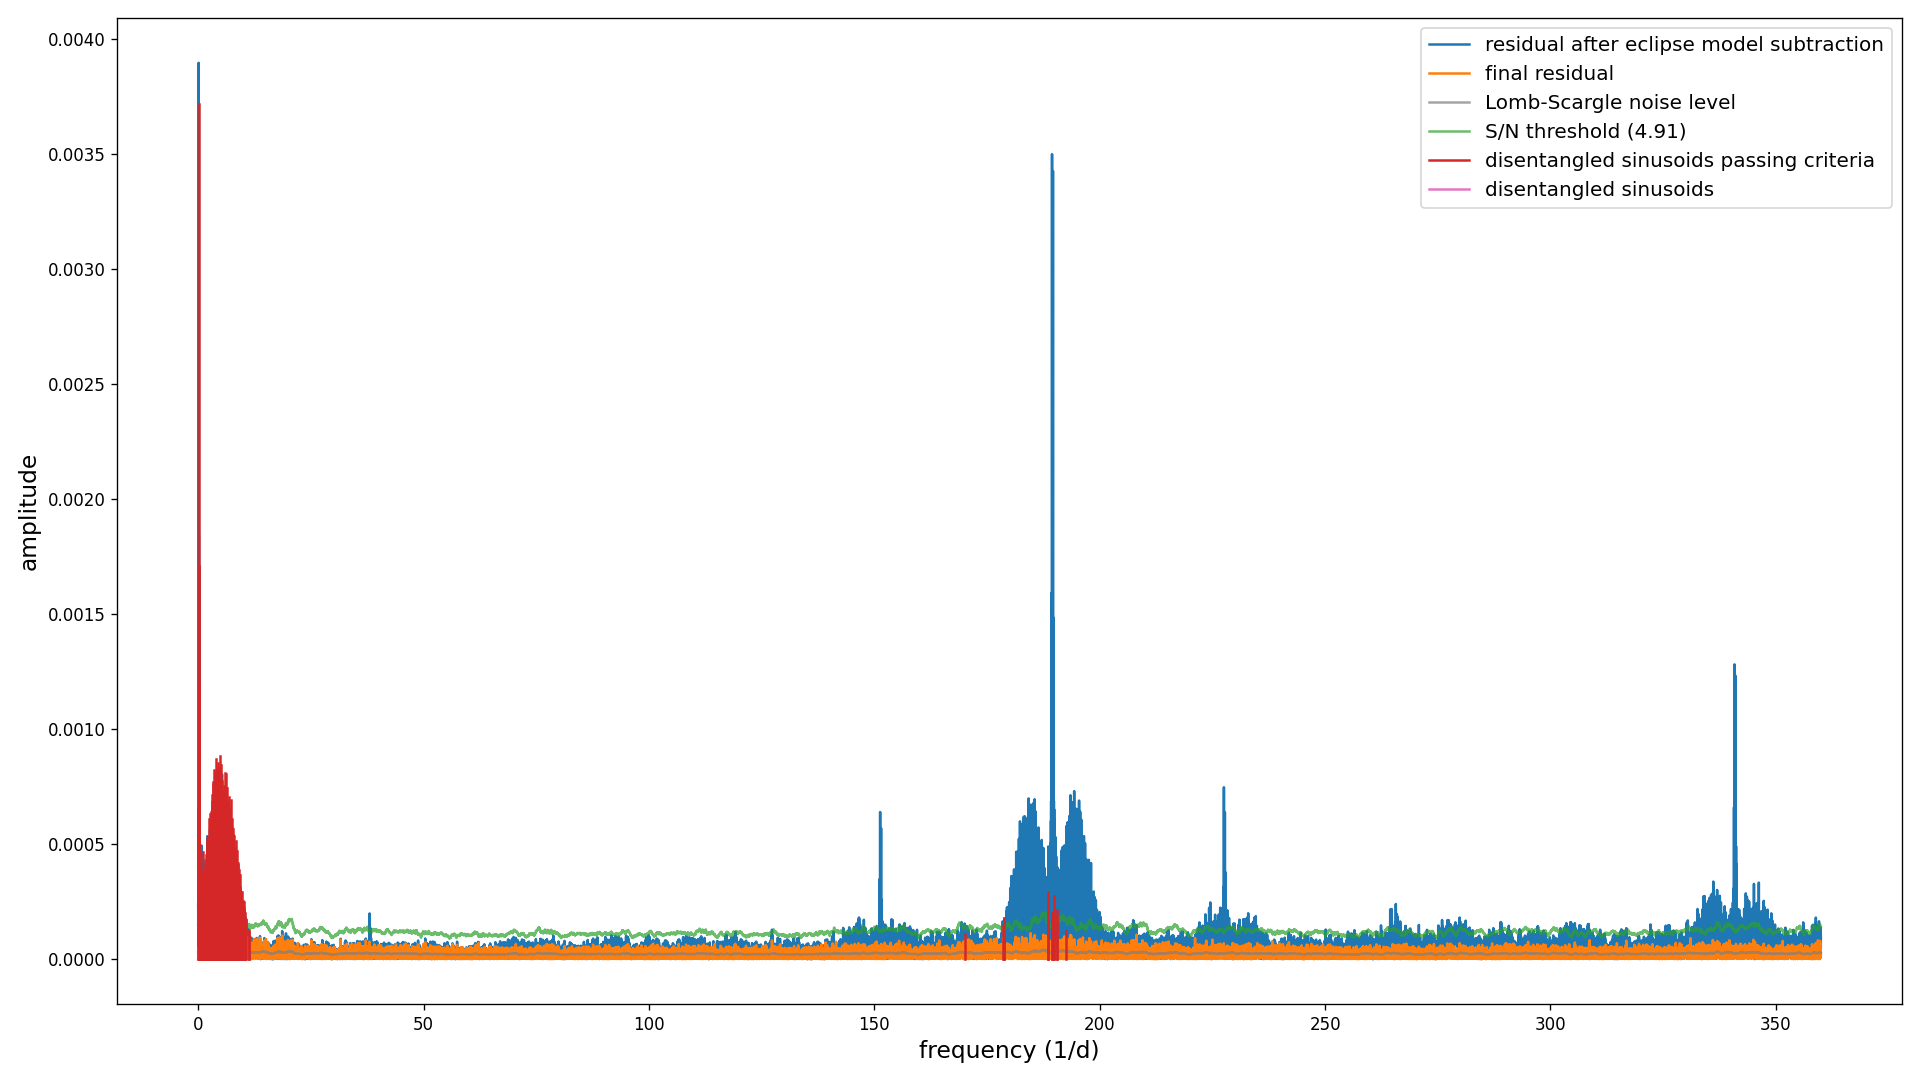 0.0040
0.0035
0.0030
0.0025
0.0020
0.0015
0.0010
0.0005
0.0000
amplitude
residual after eclipse model subtraction
final residual
Lomb-Scargle noise level
S/N threshold (4.91)
disentangled sinusoids passing criteria
disentangled sinusoids
0 50 100 150 200 250 300 350
frequency (1/d)